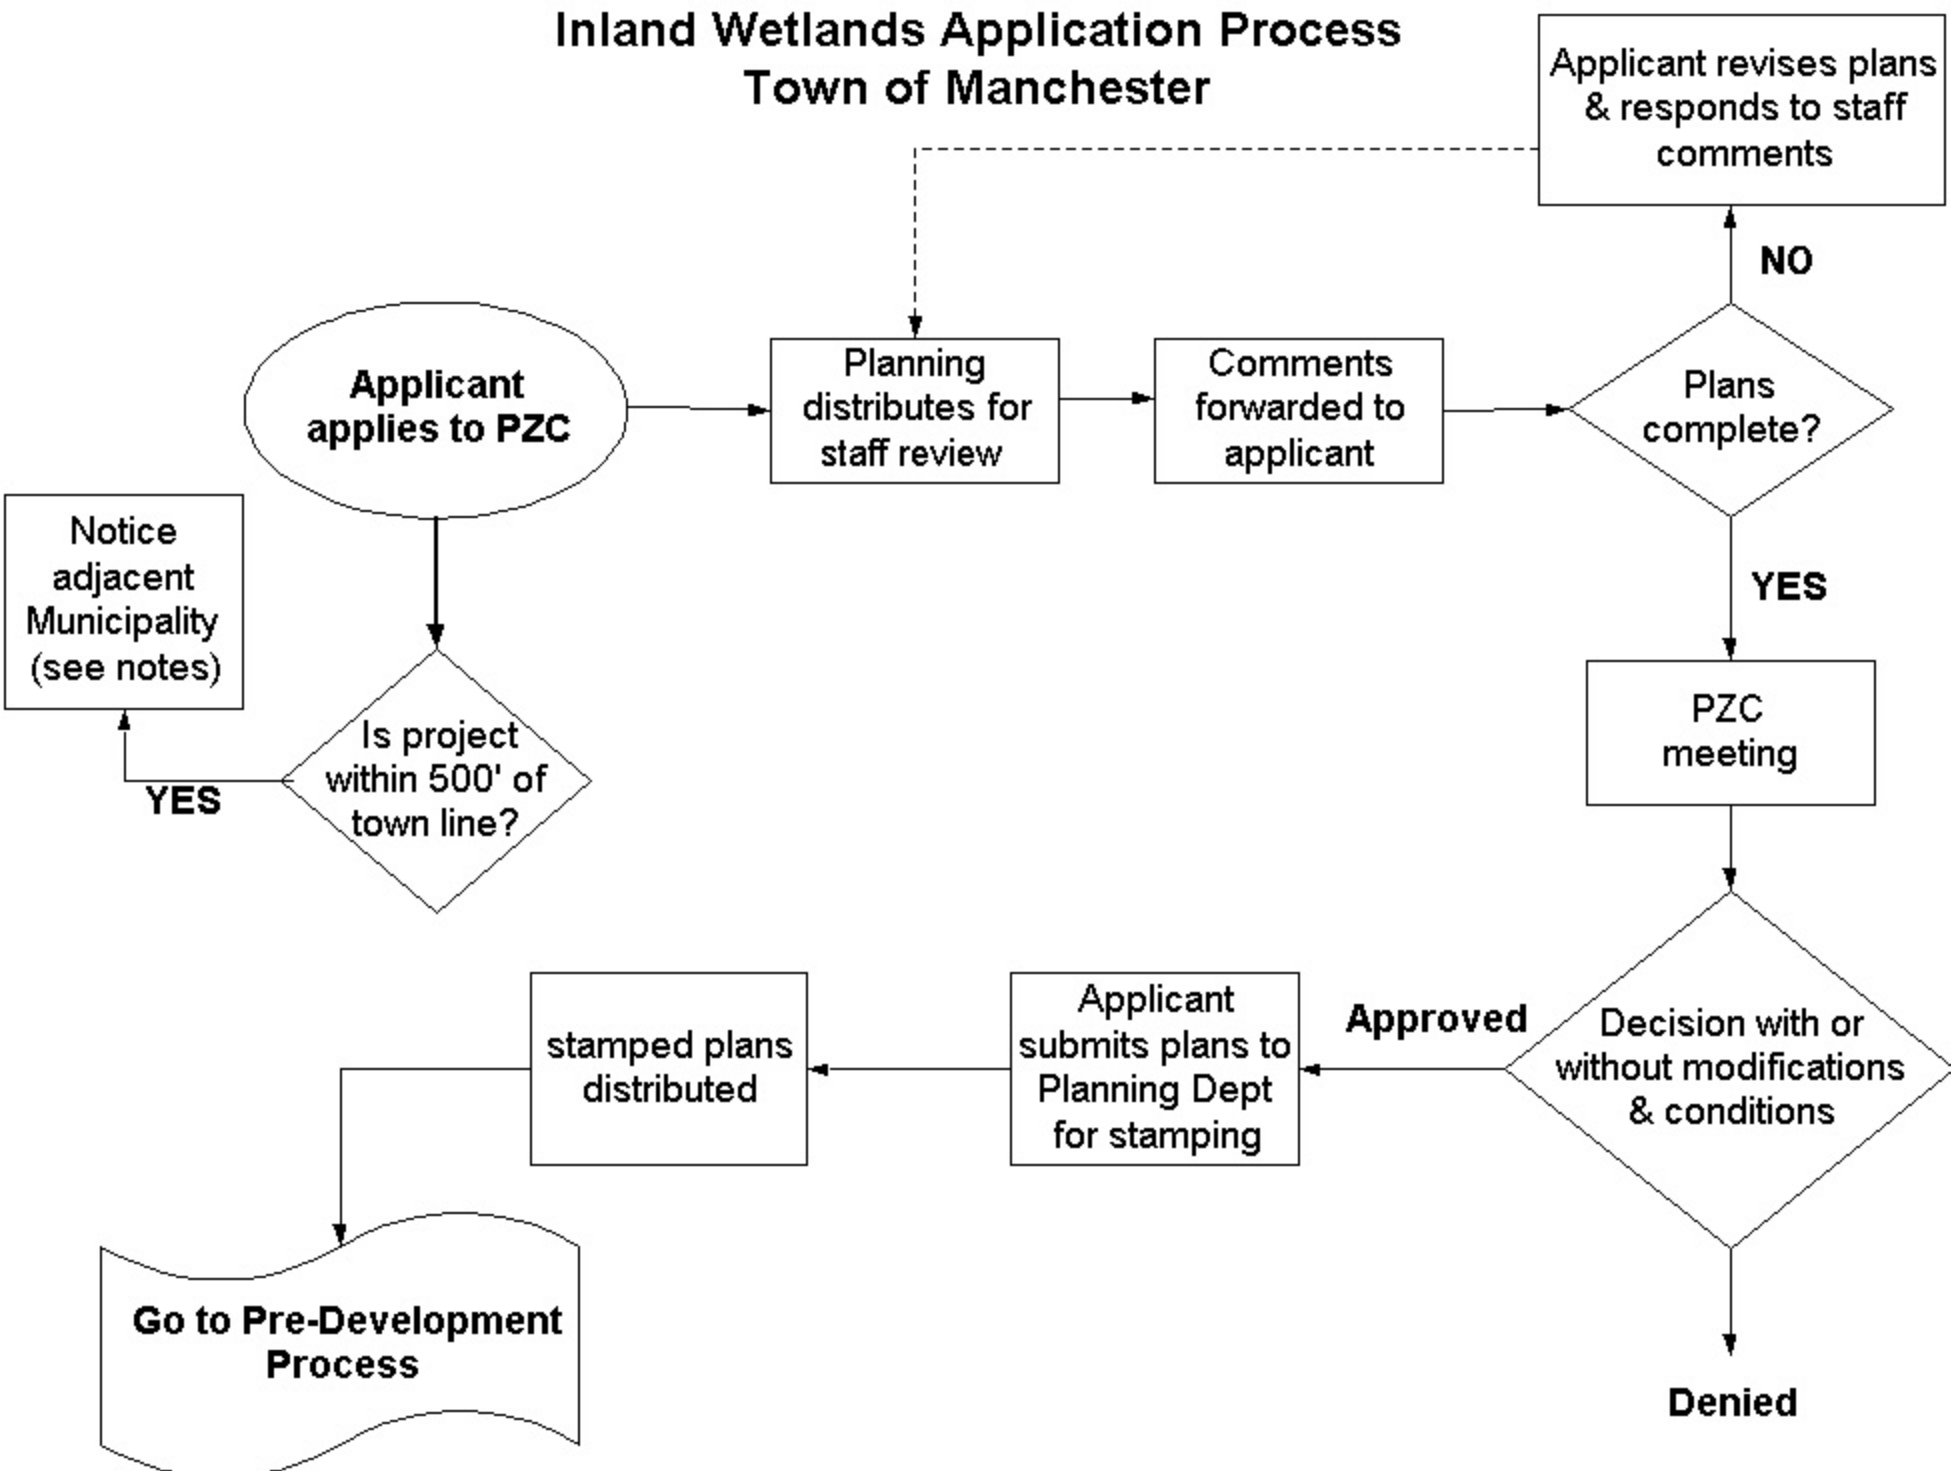 Inland Wetlands Application Process
Town of Manchester
Applicant revises plans
& responds to staff
comments
NO
Applicant
applies to PZC
Planning
distributes for
staff review
Comments
forwarded to
applicant
Plans
complete?
YES
Notice
adjacent
Municipality
(see notes)
YES
Is project
within 500' of
town line?
PZC
meeting
Decision with or
without modifications
& conditions
Approved
Applicant
submits plans to
Planning Dept
for stamping
stamped plans
distributed
Go to Pre-Development
Process
Denied